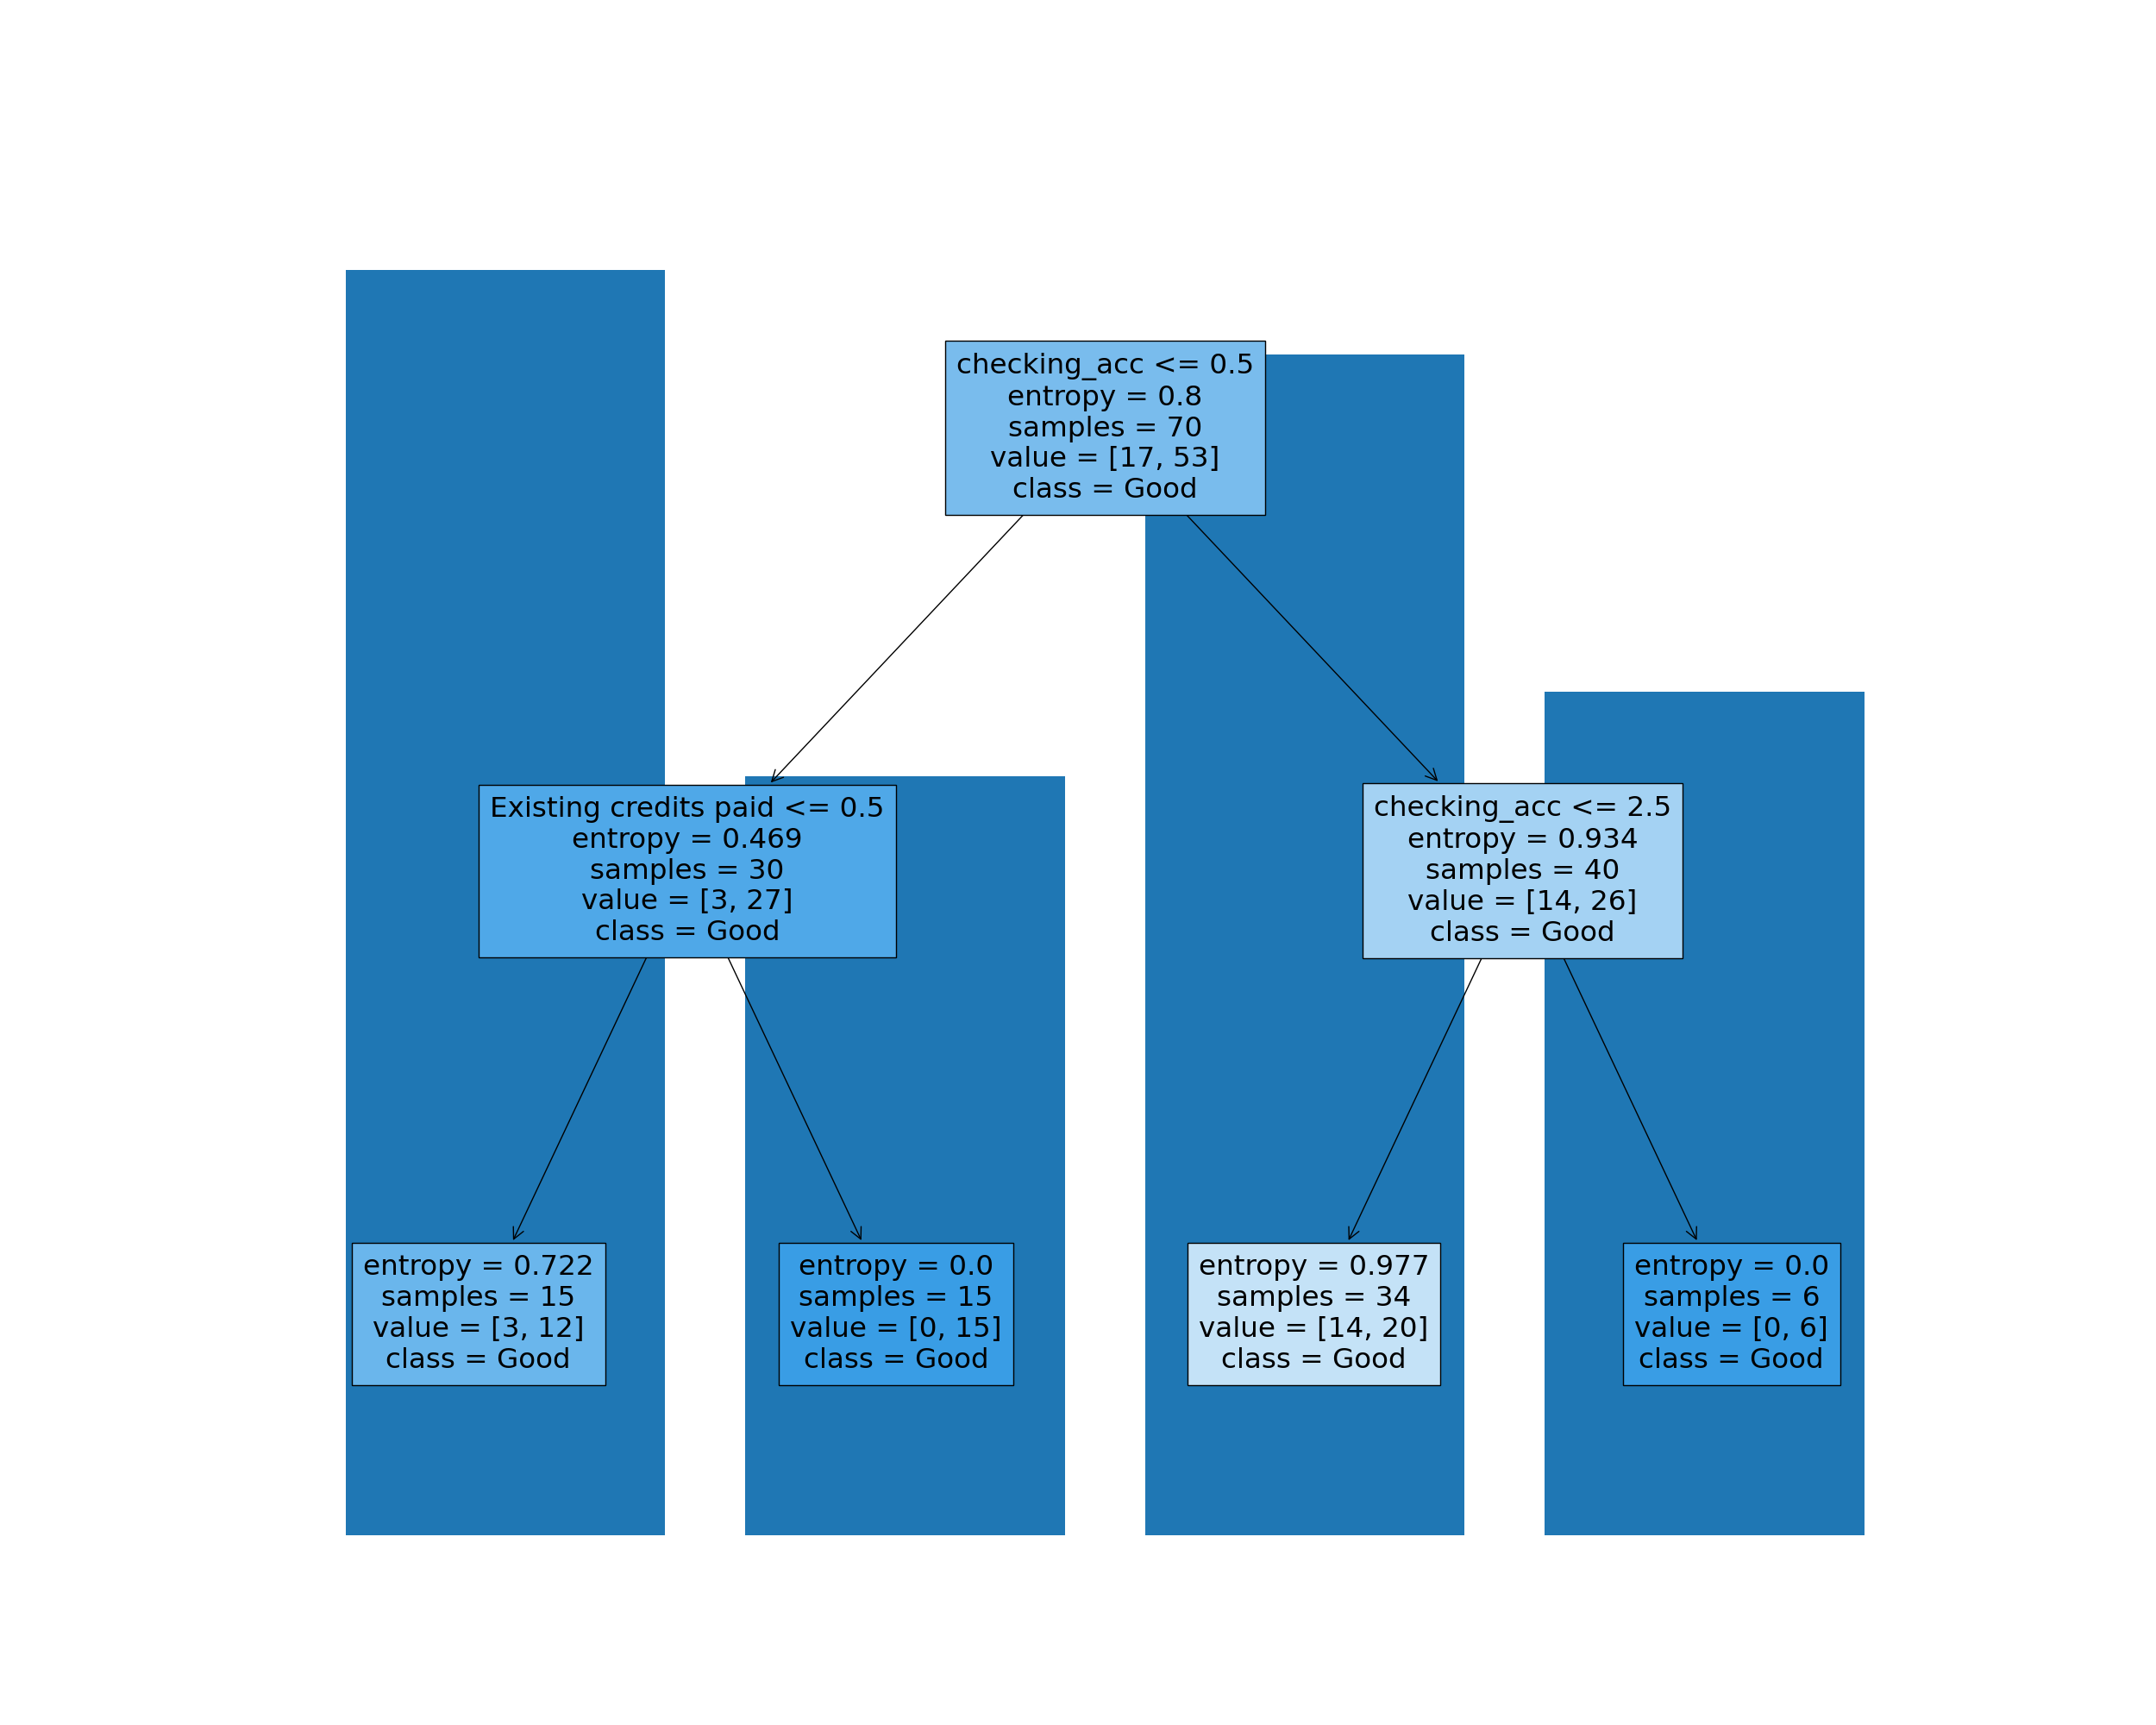 checking_acc <= 0.5
entropy = 0.8
samples = 70
value = [17, 53]
class = Good
Existing credits paid <= 0.5
entropy = 0.469
samples = 30
value = [3, 27]
class = Good
checking_acc <= 2.5
entropy = 0.934
samples = 40
value = [14, 26]
class = Good
entropy = 0.722
samples = 15
value = [3, 12]
class = Good
entropy = 0.0
samples = 15
value = [0, 15]
class = Good
entropy = 0.977
samples = 34
value = [14, 20]
class = Good
entropy = 0.0
samples = 6
value = [0, 6]
class = Good